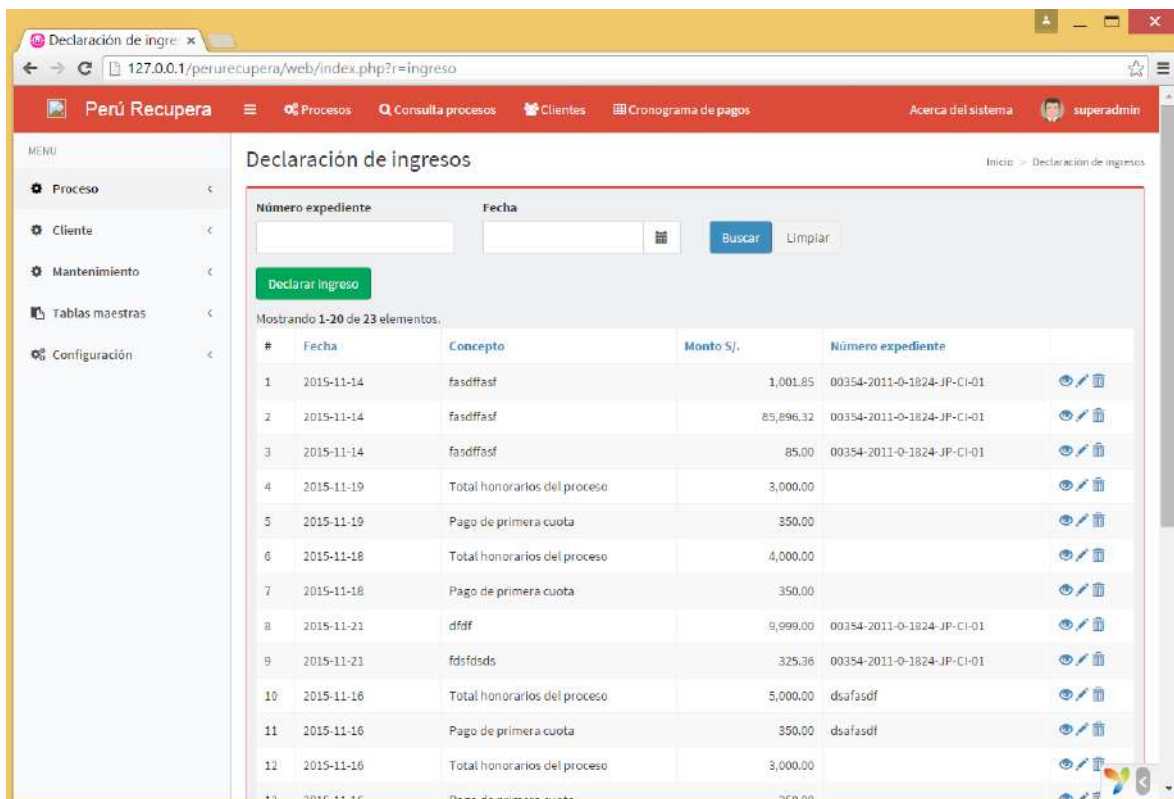 Declaración de ingre
127.0.0.1/perurecupera/web/index.php?r=ingreso
Perú Recupera Procesos Consulta procesos Clientes Cronograma de pagos Acerca del sistema superadmin
MENU
Proceso
Cliente
Mantenimiento
Tablas maestras
Configuración
Declaración de ingresos
Inicio > Declaración de ingresos
Número expediente Fecha
Buscar Limpiar
Declarar Ingreso
Mostrando 1-20 de 23 elementos.
# Fecha Concepto Monto S/. Número expediente
1 2015-11-14 fasdffasf 1,001.85 00354-2011-0-1824-JP-CI-01
2 2015-11-14 fasdffasf 85,896.32 00354-2011-0-1824-JP-CI-01
3 2015-11-14 fasdffasf 85.00 00354-2011-0-1824-JP-CI-01
4 2015-11-19 Total honorarios del proceso 3,000.00
5 2015-11-19 Pago de primera cuota 350.00
6 2015-11-18 Total honorarios del proceso 4,000.00
7 2015-11-18 Pago de primera cuota 350.00
8 2015-11-21 dfdf 9,999.00 00354-2011-0-1824-JP-CI-01
9 2015-11-21 fdsfdsds 325.36 00354-2011-0-1824-JP-CI-01
10 2015-11-16 Total honorarios del proceso 5,000.00 dsafasdf
11 2015-11-16 Pago de primera cuota 350.00 dsafasdf
12 2015-11-16 Total honorarios del proceso 3,000.00